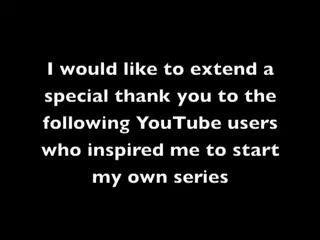 I would like to extend a
special thank you to the
following YouTube users
who inspired me to start
my own series